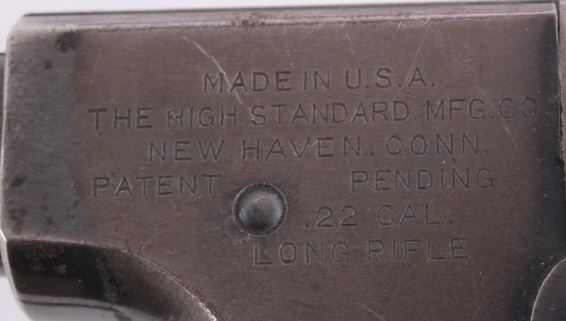 MADE IN U.S.A.
THE HIGH STANDARD MFG.CO
NEW HAVEN.CONN.
PATENT PENDING
.22 CAL.
LONG RIFLE